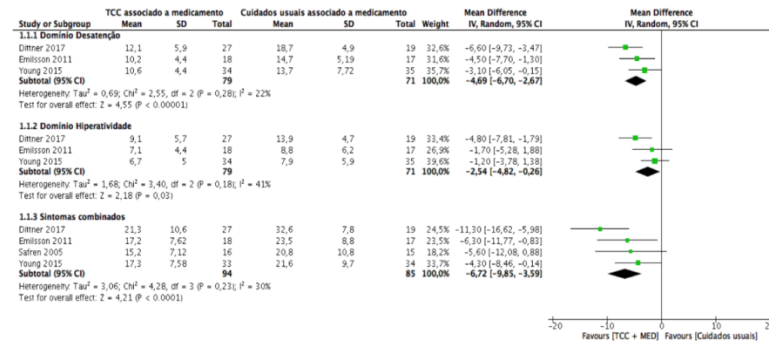 TCC associado a medicamento Cuidados usuais associado a medicamento Mean Difference Mean Difference
Study or Subgroup Mean SD Total Mean SD Total Weight IV, Random, 95% CI IV, Random, 95% CI
1.1.1 Domínio Desatenção
Dittner 2017 12,1 5,9 27 18,7 4,9 19 32,6% -6,60 [-9,73, -3,47]
Emilsson 2011 10,2 4,4 18 14,7 5,19 17 31,7% -4,50 [-7,70, -1,30]
Young 2015 10,6 4,4 34 13,7 7,72 35 35,7% -3,10 [-6,05, -0,15]
Subtotal (95% CI) 79 71 100,0% -4,69 [-6,70, -2,67]
Heterogeneity: Tau² = 0,69; Chi² = 2,55, df = 2 (P = 0,28); I² = 22%
Test for overall effect: Z = 4,55 (P < 0.00001)
1.1.2 Domínio Hiperatividade
Dittner 2017 9,1 5,7 27 13,9 4,7 19 33,4% -4,80 [-7,81, -1,79]
Emilsson 2011 7,1 4,4 18 8,8 6,2 17 26,9% -1,70 [-5,28, 1,88]
Young 2015 6,7 5 34 7,9 5,9 35 39,7% -1,20 [-3,78, 1,38]
Subtotal (95% CI) 79 71 100,0% -2,54 [-4,82, -0,26]
Heterogeneity: Tau² = 1,68; Chi² = 3,40, df = 2 (P = 0,18); I² = 41%
Test for overall effect: Z = 2,18 (P = 0,03)
1.1.3 Sintomas combinados
Dittner 2017 21,3 10,6 27 32,6 7,8 19 24,5% -11,30 [-16,62, -5,98]
Emilsson 2011 17,2 7,62 18 23,5 8,8 17 23,5% -6,30 [-11,77, -0,83]
Safren 2005 15,2 7,12 16 20,8 10,8 15 18,2% -5,60 [-12,08, 0,88]
Young 2015 17,3 7,58 33 21,6 9,7 34 33,7% -4,30 [-8,46, -0,14]
Subtotal (95% CI) 94 85 100,0% -6,72 [-9,85, -3,59]
Heterogeneity: Tau² = 3,06; Chi² = 4,28, df = 3 (P = 0,23); I² = 30%
Test for overall effect: Z = 4,21 (P < 0.0001)
-20 -10 0 10 20
Favours [TCC + MED] Favours [Cuidados usuais]